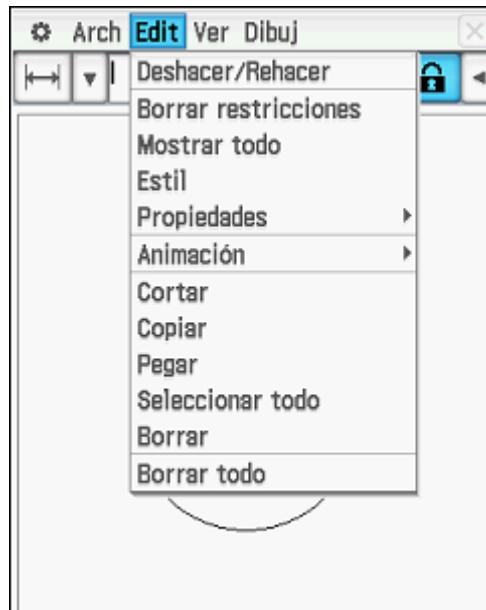 Arch Edit Ver Dibuj
Deshacer/Rehacer
Borrar restricciones
Mostrar todo
Estil
Propiedades
Animación
Cortar
Copiar
Pegar
Seleccionar todo
Borrar
Borrar todo